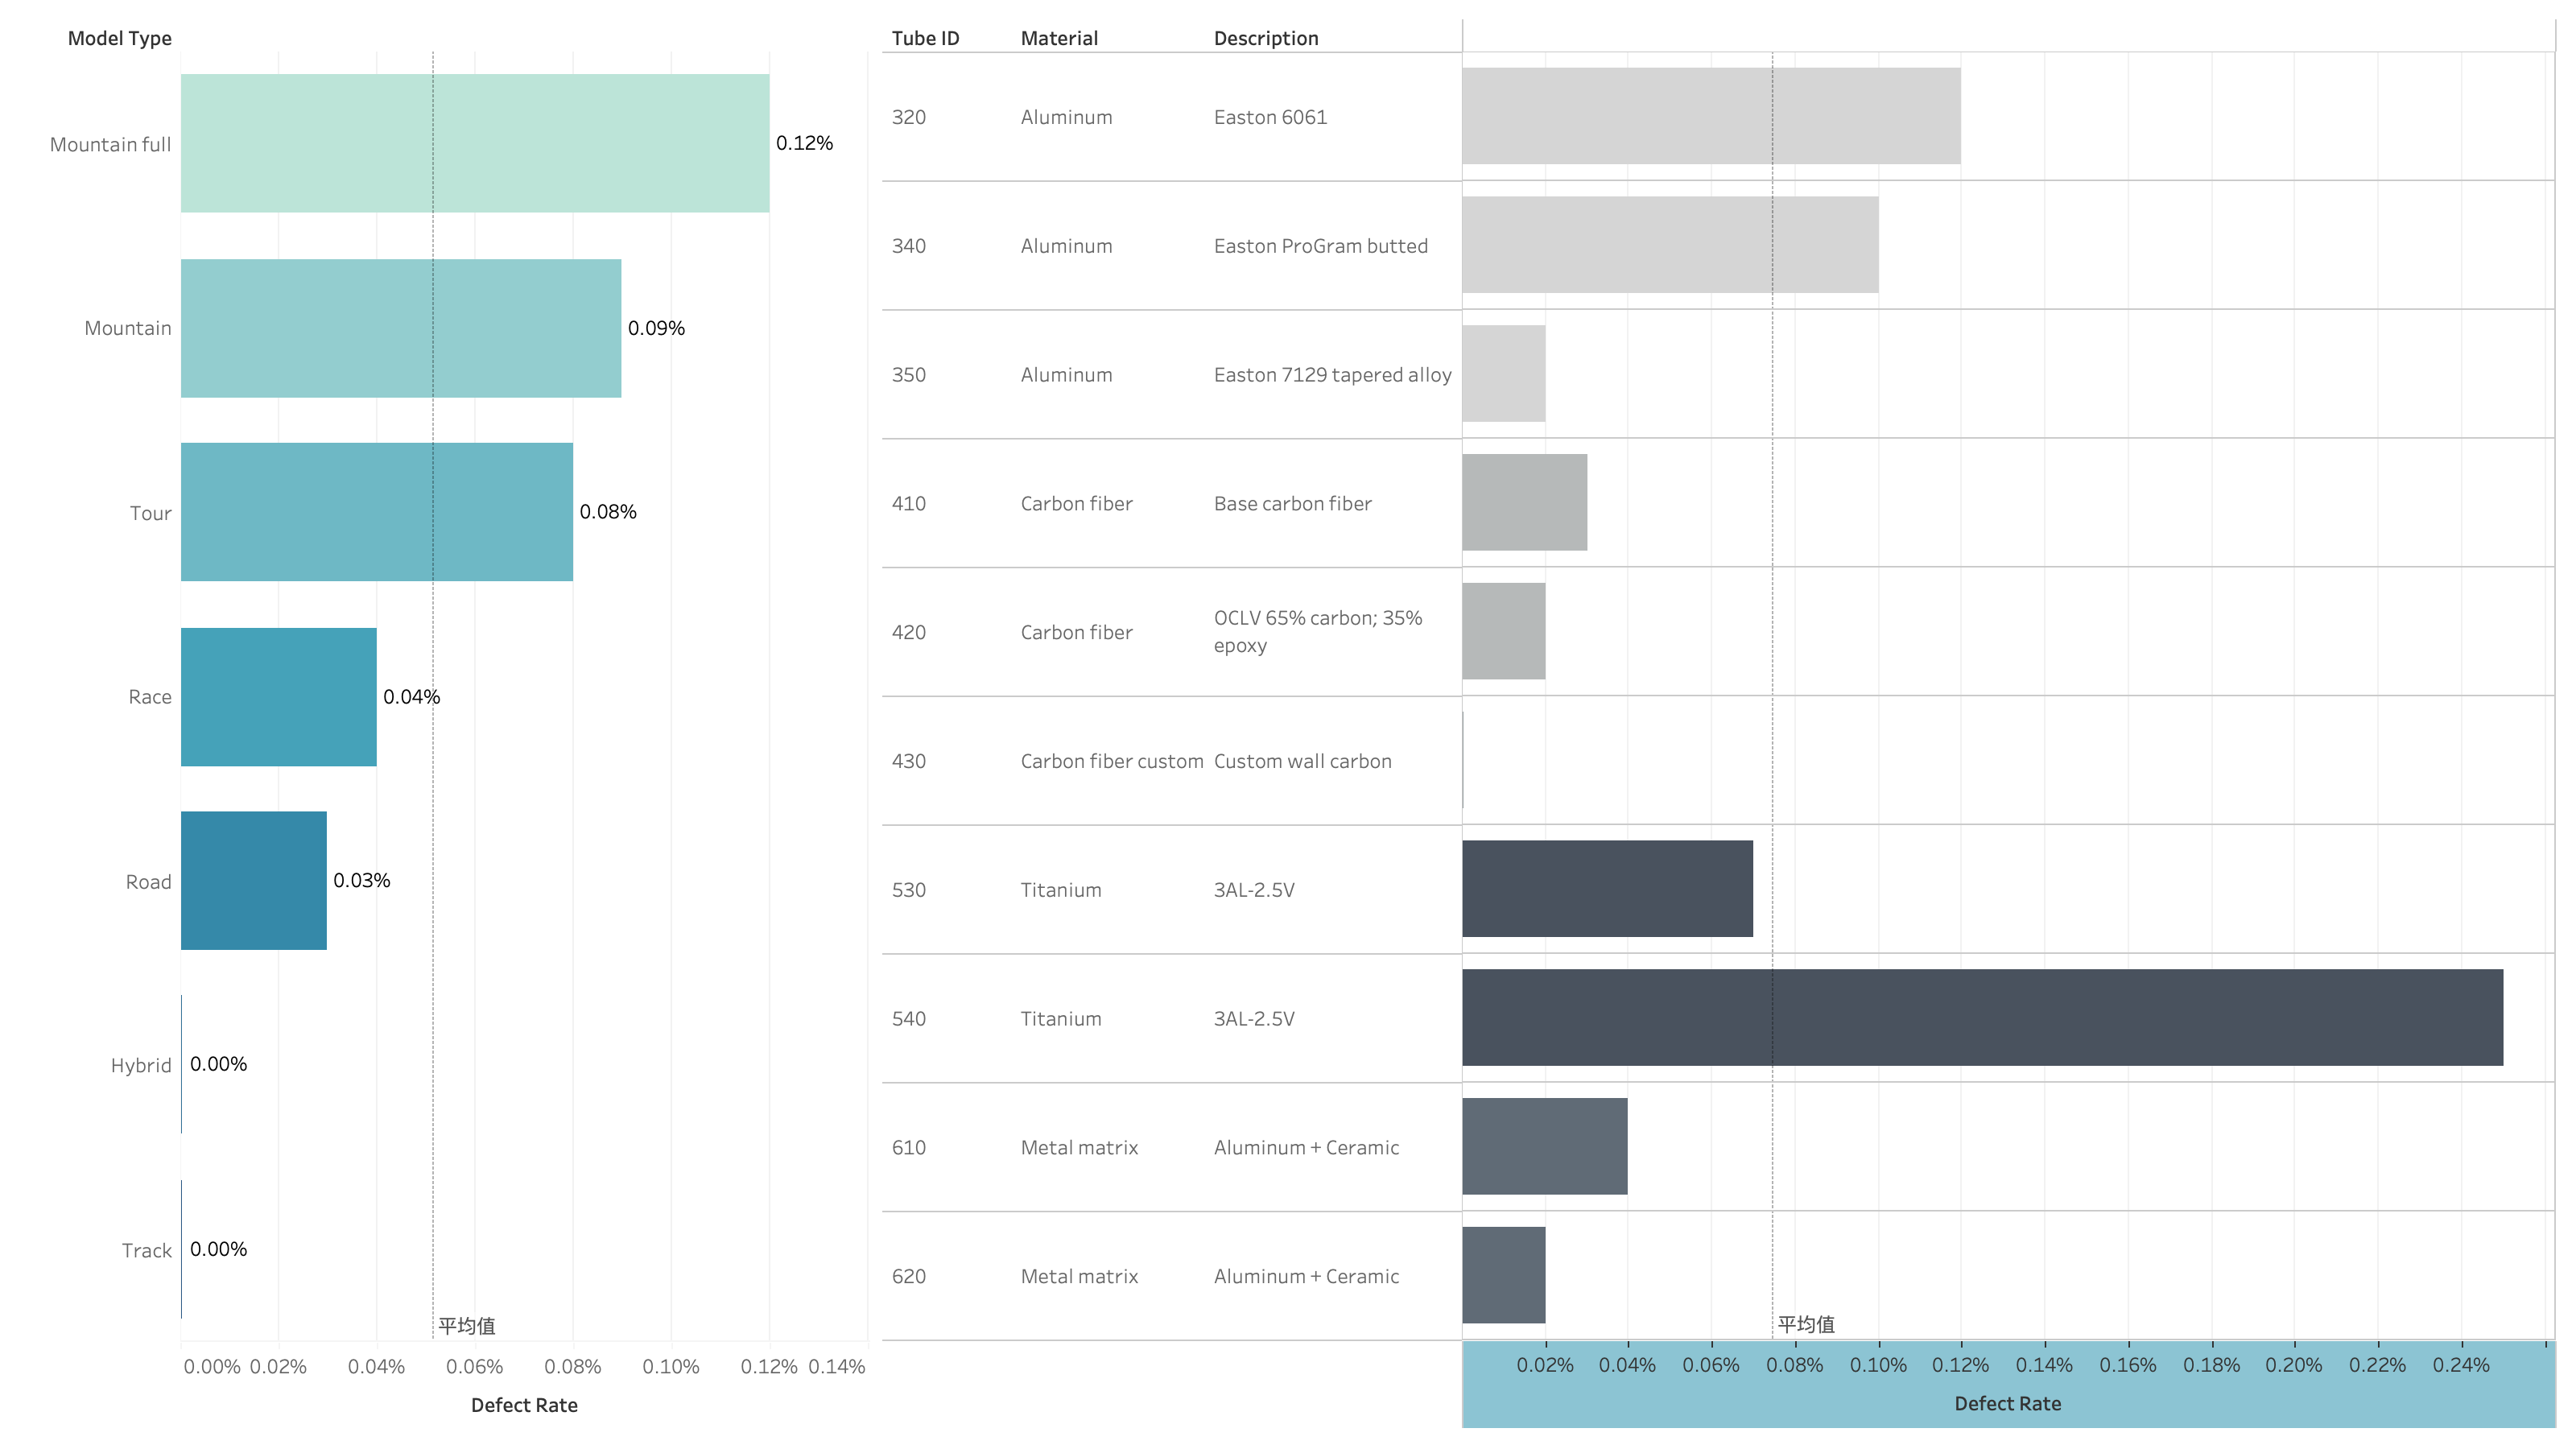 Model Type
Mountain full
0.12%
Mountain
0.09%
Tour
0.08%
Race
0.04%
Road
0.03%
Hybrid
0.00%
Track
0.00%
平均值
0.00% 0.02% 0.04% 0.06% 0.08% 0.10% 0.12% 0.14%
Defect Rate
Tube ID Material Description
320 Aluminum Easton 6061
340 Aluminum Easton ProGram butted
350 Aluminum Easton 7129 tapered alloy
410 Carbon fiber Base carbon fiber
420 Carbon fiber OCLV 65% carbon; 35%
epoxy
430 Carbon fiber custom Custom wall carbon
530 Titanium 3AL-2.5V
540 Titanium 3AL-2.5V
610 Metal matrix Aluminum + Ceramic
620 Metal matrix Aluminum + Ceramic
平均值
0.02% 0.04% 0.06% 0.08% 0.10% 0.12% 0.14% 0.16% 0.18% 0.20% 0.22% 0.24%
Defect Rate